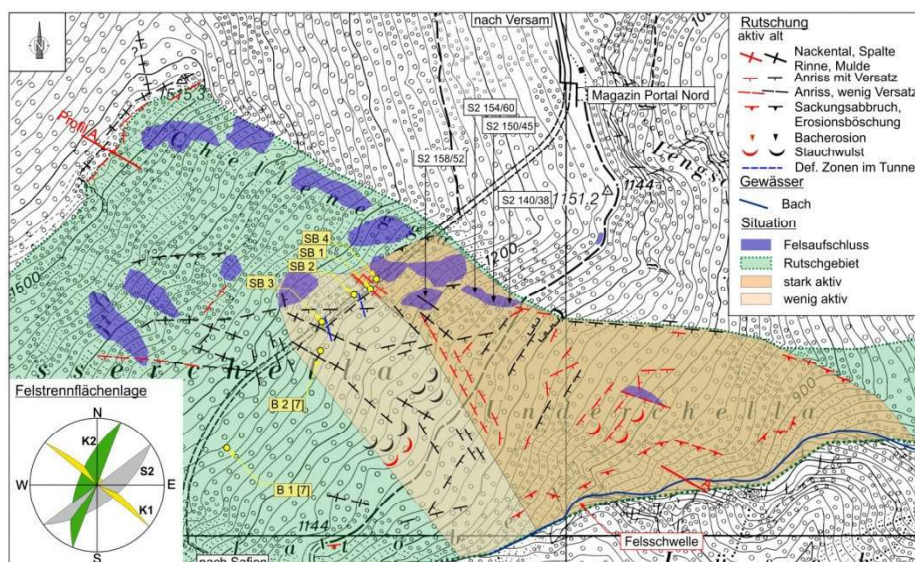 nach Versam
N
1515.3
Profil A
Chellenegg
Magazin Portal Nord
S2 154/60
S2 150/45
S2 158/52
S2 140/38
1151.2
1144
1200
1500
SB 4
SB 1
SB 2
SB 3
B 2 [7]
B 1 [7]
Inderchella
900
1144
A
Felsschwelle
nach Safien
Rutschung
aktiv alt
Nackental, Spalte
Rinne, Mulde
Anriss mit Versatz
Anriss, wenig Versatz
Sackungsabbruch,
Erosionsböschung
Bacherosion
Stauchwulst
Def. Zonen im Tunnel
Gewässer
Bach
Situation
Felsaufschluss
Rutschgebiet
stark aktiv
wenig aktiv
Felstrennflächenlage
N
K2
S2
W
E
K1
S